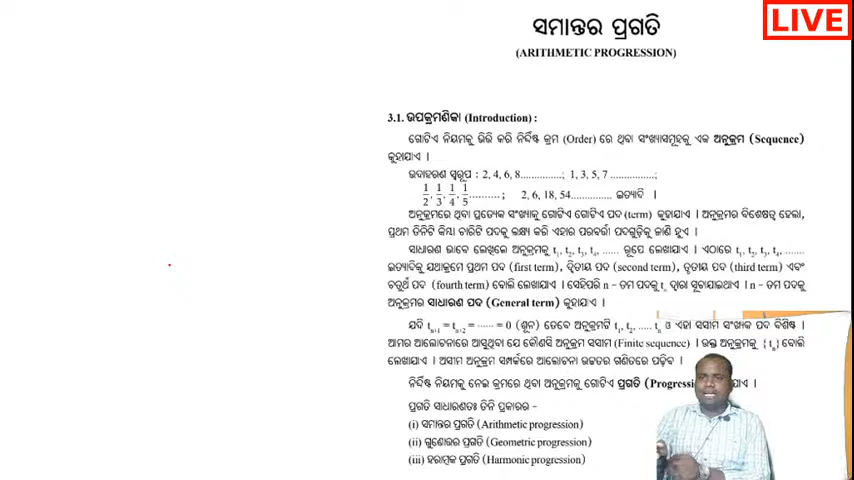 LIVE
ସମାନ୍ତର ପ୍ରଗତି
(ARITHMETIC PROGRESSION)
3.1. ଉପକ୍ରମଣିକା (Introduction) :
ଗୋଟିଏ ନିୟମକୁ ଭିତ୍ତି କରି ନିର୍ଦ୍ଦିଷ୍ଟ କ୍ରମ (Order) ରେ ଥିବା ସଂଖ୍ୟାସମୂହକୁ ଏକ ଅନୁକ୍ରମ (Sequence)
କୁହାଯାଏ ।
ଉଦାହରଣ ସ୍ୱରୂପ : 2, 4, 6, 8...............; 1, 3, 5, 7 ................;
1/2, 1/3, 1/4, 1/5, .......... ; 2, 6, 18, 54............... ଇତ୍ୟାଦି ।
ଅନୁକ୍ରମରେ ଥିବା ପ୍ରତ୍ୟେକ ସଂଖ୍ୟାକୁ ଗୋଟିଏ ଗୋଟିଏ ପଦ (term) କୁହାଯାଏ । ଅନୁକ୍ରମର ବିଶେଷତ୍ୱ ହେଲା,
ପ୍ରଥମ ତିନିଟି କିମ୍ବା ଚାରିଟି ପଦକୁ ଲକ୍ଷ୍ୟ କରି ଏହାର ପରବର୍ତ୍ତୀ ପଦଗୁଡ଼ିକୁ ଜାଣି ହୁଏ ।
ସାଧାରଣ ଭାବେ ଲେଖିଲେ ଅନୁକ୍ରମକୁ t₁, t₂, t₃, t₄, ...... ରୂପେ ଲେଖାଯାଏ । ଏଠାରେ t₁, t₂, t₃, t₄, .......
ଇତ୍ୟାଦିକୁ ଯଥାକ୍ରମେ ପ୍ରଥମ ପଦ (first term), ଦ୍ୱିତୀୟ ପଦ (second term), ତୃତୀୟ ପଦ (third term) ଏବଂ
ଚତୁର୍ଥ ପଦ (fourth term) ବୋଲି ଲେଖାଯାଏ । ସେହିପରି n – ତମ ପଦକୁ tₙ ଦ୍ୱାରା ସୂଚାଯାଇଥାଏ । n – ତମ ପଦକୁ
ଅନୁକ୍ରମର ସାଧାରଣ ପଦ (General term) କୁହାଯାଏ ।
ଯଦି tₙ₊₁ = tₙ₊₂ = ...... = 0 (ଶୂନ) ତେବେ ଅନୁକ୍ରମଟି t₁, t₂, ..... tₙ ଓ ଏହା ସସୀମ ସଂଖ୍ୟକ ପଦ ବିଶିଷ୍ଟ ।
ଆମର ଆଲୋଚନାରେ ଆସୁଥିବା ଯେ କୌଣସି ଅନୁକ୍ରମ ସସୀମ (Finite sequence) । ଉକ୍ତ ଅନୁକ୍ରମକୁ { tₙ} ବୋଲି
ଲେଖାଯାଏ । ଅସୀମ ଅନୁକ୍ରମ ସମ୍ପର୍କରେ ଆଲୋଚନା ଉଚ୍ଚତର ଗଣିତରେ ପଢ଼ିବ ।
ନିର୍ଦ୍ଦିଷ୍ଟ ନିୟମକୁ ନେଇ କ୍ରମରେ ଥିବା ଅନୁକ୍ରମକୁ ଗୋଟିଏ ପ୍ରଗତି (Progress ଯାଏ ।
ପ୍ରଗତି ସାଧାରଣତଃ ତିନି ପ୍ରକାରର –
(i) ସମାନ୍ତର ପ୍ରଗତି (Arithmetic progression)
(ii) ଗୁଣୋତ୍ତର ପ୍ରଗତି (Geometric progression)
(iii) ହରାତ୍ମକ ପ୍ରଗତି (Harmonic progression)